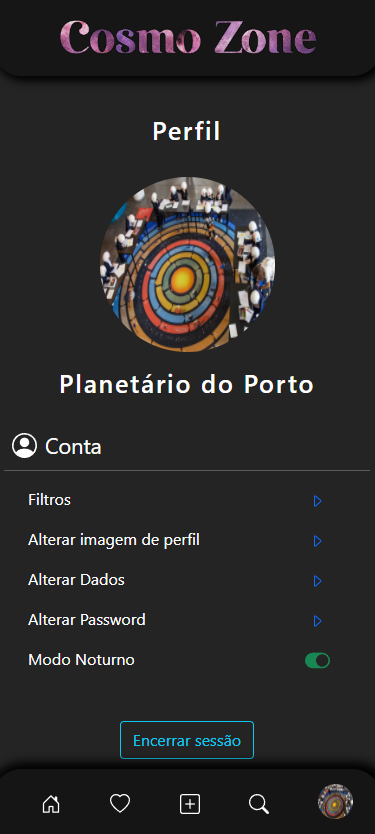 Cosmo Zone
Perfil
Planetário do Porto
Conta
Filtros
Alterar imagem de perfil
Alterar Dados
Alterar Password
Modo Noturno
Encerrar sessão